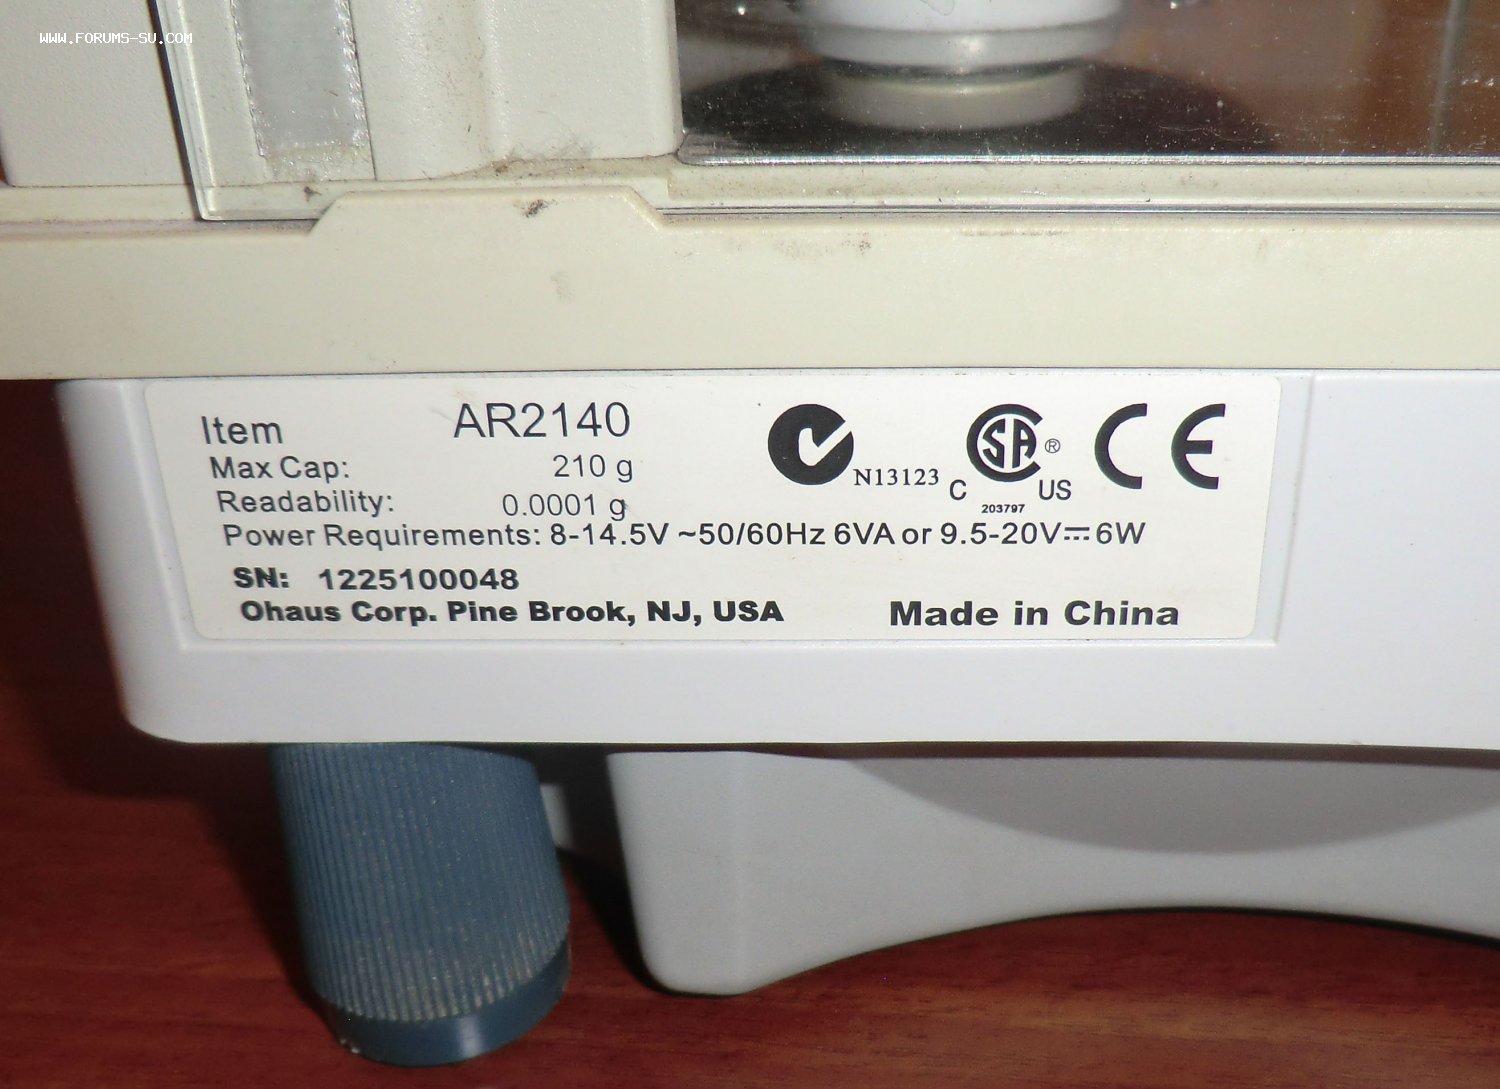 WWW.FORUMS-SU.COM
Item AR2140
Max Cap: 210 g
Readability: 0.0001 g
N13123 C SA ® US CE
203797
Power Requirements: 8-14.5V ~50/60Hz 6VA or 9.5-20V⎓6W
SN: 1225100048
Ohaus Corp. Pine Brook, NJ, USA Made in China